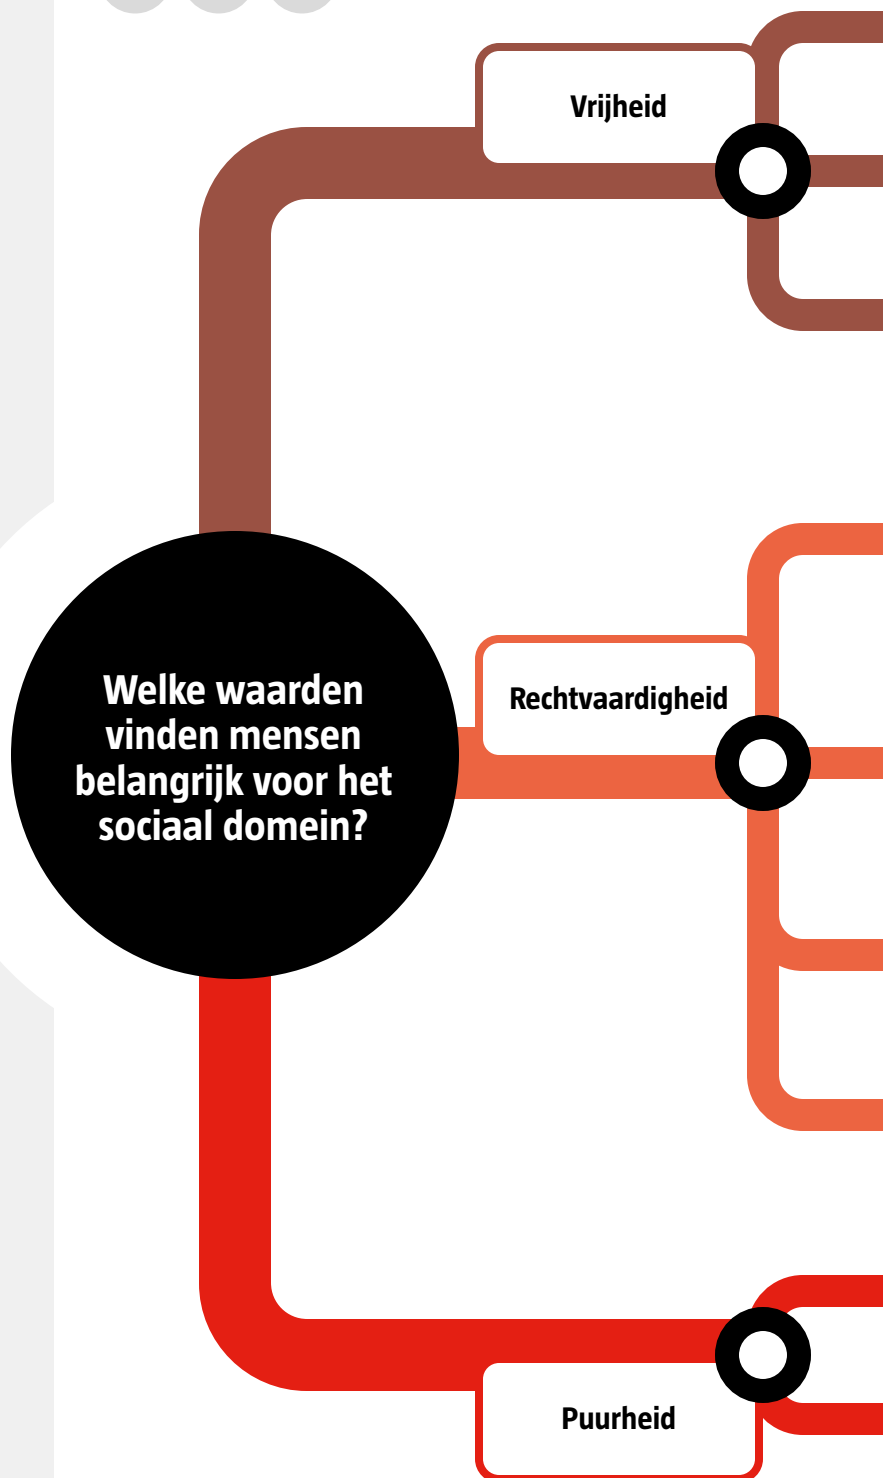 Vrijheid
Welke waarden
vinden mensen
belangrijk voor het
sociaal domein?
Rechtvaardigheid
Puurheid